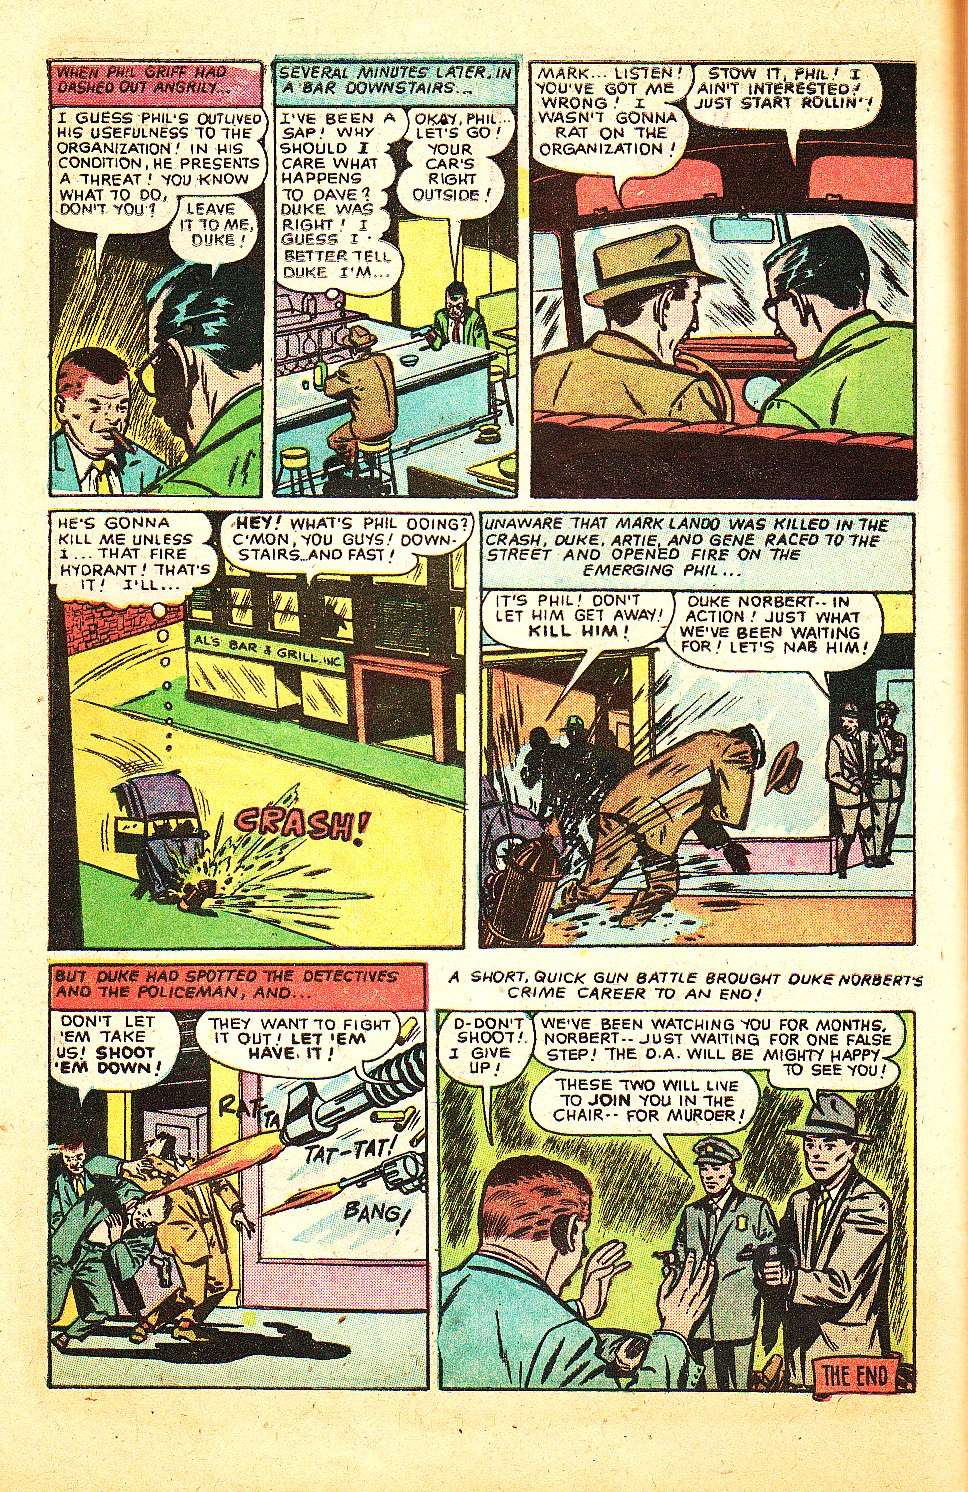 WHEN PHIL GRIFF HAD
DASHED OUT ANGRILY...
I GUESS PHIL'S OUTLIVED
HIS USEFULNESS TO THE
ORGANIZATION! IN HIS
CONDITION, HE PRESENTS
A THREAT! YOU KNOW
WHAT TO DO,
DON'T YOU?
LEAVE
IT TO ME,
DUKE!
SEVERAL MINUTES LATER, IN
A BAR DOWNSTAIRS...
I'VE BEEN A
SAP! WHY
SHOULD I
CARE WHAT
HAPPENS
TO DAVE?
DUKE WAS
RIGHT! I
GUESS I
BETTER TELL
DUKE I'M...
OKAY, PHIL...
LET'S GO!
YOUR
CAR'S
RIGHT
OUTSIDE!
MARK... LISTEN!
YOU'VE GOT ME
WRONG! I
WASN'T GONNA
RAT ON THE
ORGANIZATION!
STOW IT, PHIL! I
AIN'T INTERESTED!
JUST START ROLLIN'!
HE'S GONNA
KILL ME UNLESS
I... THAT FIRE
HYDRANT! THAT'S
IT! I'LL...
HEY! WHAT'S PHIL DOING?
C'MON, YOU GUYS! DOWN-
STAIRS...AND FAST!
AL'S BAR & GRILL, INC
CRASH!
UNAWARE THAT MARK LANDO WAS KILLED IN THE
CRASH, DUKE, ARTIE, AND GENE RACED TO THE
STREET AND OPENED FIRE ON THE
EMERGING PHIL...
IT'S PHIL! DON'T
LET HIM GET AWAY!
KILL HIM!
DUKE NORBERT-- IN
ACTION! JUST WHAT
WE'VE BEEN WAITING
FOR! LET'S NAB HIM!
BUT DUKE HAD SPOTTED THE DETECTIVES
AND THE POLICEMAN, AND...
DON'T LET
'EM TAKE
US! SHOOT
'EM DOWN!
THEY WANT TO FIGHT
IT OUT! LET 'EM
HAVE IT!
RAT-TA
TAT-TAT!
BANG!
A SHORT, QUICK GUN BATTLE BROUGHT DUKE NORBERT'S
CRIME CAREER TO AN END!
D-DON'T
SHOOT!
I GIVE
UP!
WE'VE BEEN WATCHING YOU FOR MONTHS,
NORBERT-- JUST WAITING FOR ONE FALSE
STEP! THE D.A. WILL BE MIGHTY HAPPY
TO SEE YOU!
THESE TWO WILL LIVE
TO JOIN YOU IN THE
CHAIR-- FOR MURDER!
THE END